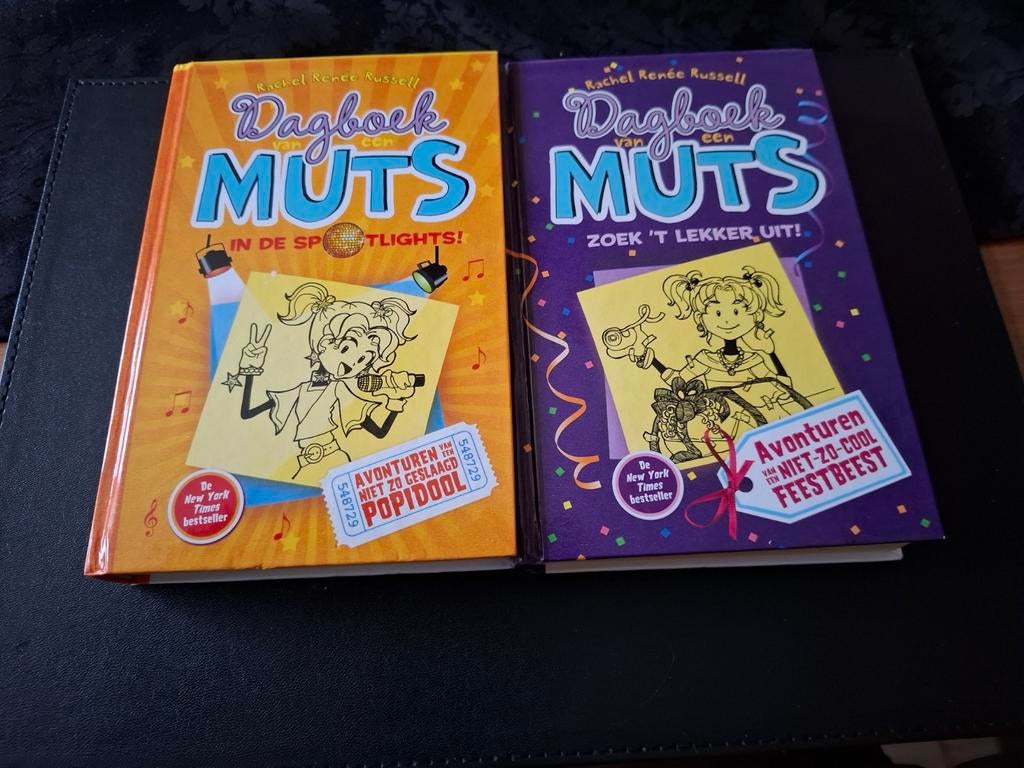 Rachel Renée Russell
Dagboek
van een
MUTS
IN DE SPOTLIGHTS!
548729
AVONTUREN VAN EEN
NIET ZO GESLAAGD
POPIDOOL
548729
De
New York
Times
bestseller
Rachel Renée Russell
Dagboek
van een
MUTS
ZOEK 'T LEKKER UIT!
De
New York
Times
bestseller
Avonturen
VAN EEN NIET-ZO-COOL
FEESTBEEST